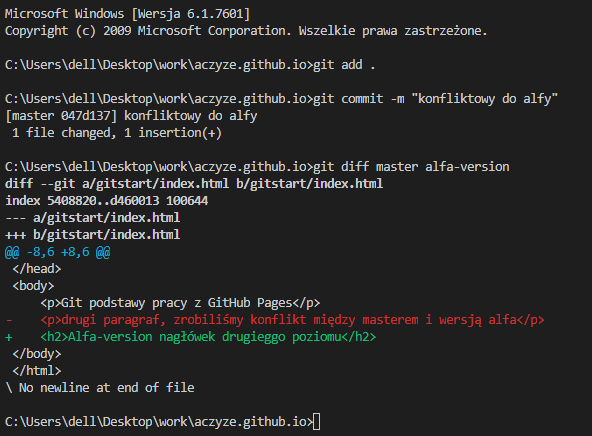 Microsoft Windows [Wersja 6.1.7601]
Copyright (c) 2009 Microsoft Corporation. Wszelkie prawa zastrzeżone.
C:\Users\dell\Desktop\work\aczyze.github.io>git add .
C:\Users\dell\Desktop\work\aczyze.github.io>git commit -m "konfliktowy do alfy"
[master 047d137] konfliktowy do alfy
 1 file changed, 1 insertion(+)
C:\Users\dell\Desktop\work\aczyze.github.io>git diff master alfa-version
diff --git a/gitstart/index.html b/gitstart/index.html
index 5408820..d460013 100644
--- a/gitstart/index.html
+++ b/gitstart/index.html
@@ -8,6 +8,6 @@
 </head>
 <body>
     <p>Git podstawy pracy z GitHub Pages</p>
-    <p>drugi paragraf, zrobiliśmy konflikt między masterem i wersją alfa</p>
+    <h2>Alfa-version nagłówek drugieggo poziomu</h2>
 </body>
 </html>
\ No newline at end of file
C:\Users\dell\Desktop\work\aczyze.github.io>